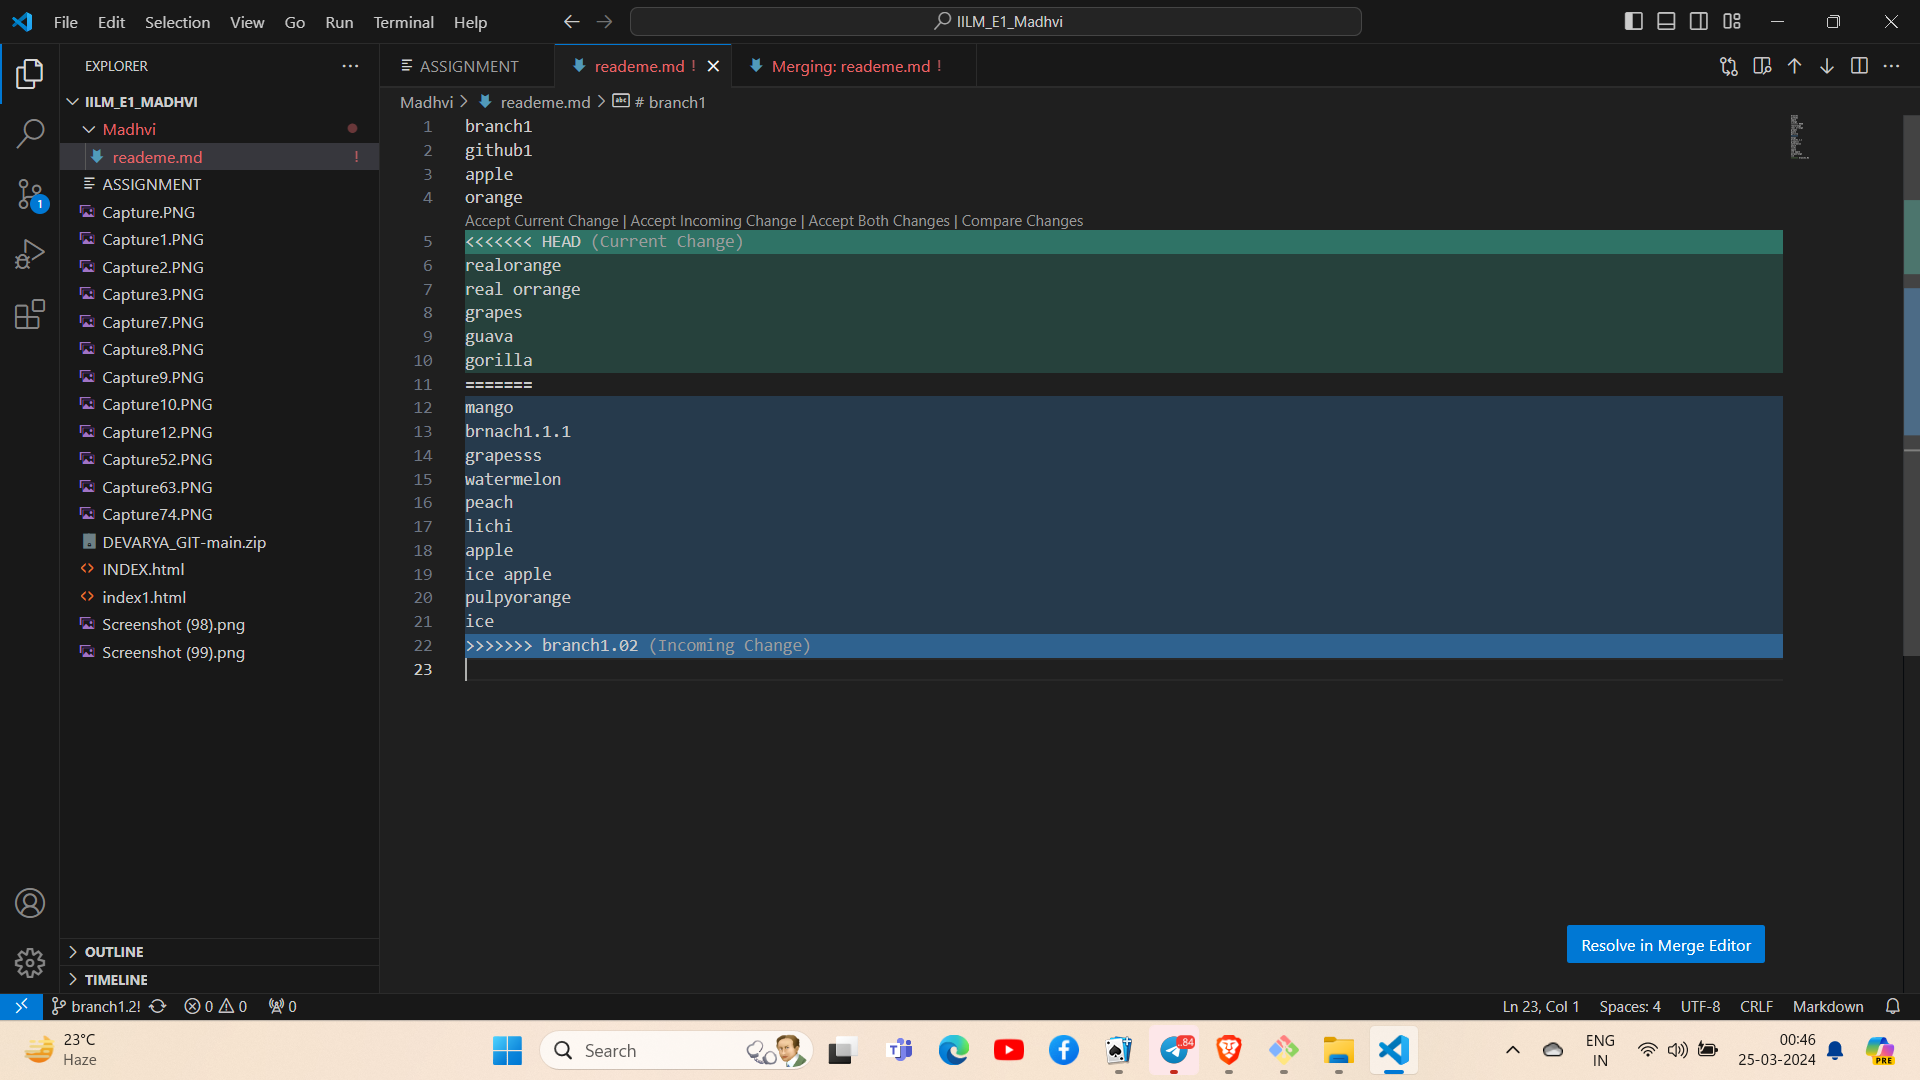 File Edit Selection View Go Run Terminal Help
IILM_E1_Madhvi
EXPLORER
IILM_E1_MADHVI
Madhvi
reademe.md !
ASSIGNMENT
Capture.PNG
Capture1.PNG
Capture2.PNG
Capture3.PNG
Capture7.PNG
Capture8.PNG
Capture9.PNG
Capture10.PNG
Capture12.PNG
Capture52.PNG
Capture63.PNG
Capture74.PNG
DEVARYA_GIT-main.zip
INDEX.html
index1.html
Screenshot (98).png
Screenshot (99).png
OUTLINE
TIMELINE
1
ASSIGNMENT
reademe.md !
Merging: reademe.md !
Madhvi > reademe.md > # branch1
1 branch1
2 github1
3 apple
4 orange
Accept Current Change | Accept Incoming Change | Accept Both Changes | Compare Changes
5 <<<<<<< HEAD (Current Change)
6 realorange
7 real orrange
8 grapes
9 guava
10 gorilla
11 =======
12 mango
13 brnach1.1.1
14 grapesss
15 watermelon
16 peach
17 lichi
18 apple
19 ice apple
20 pulpyorange
21 ice
22 >>>>>>> branch1.02 (Incoming Change)
23
Resolve in Merge Editor
branch1.2! 0 0 0
Ln 23, Col 1 Spaces: 4 UTF-8 CRLF Markdown
23°C
Haze
Search
84
ENG
IN
00:46
25-03-2024
PRE